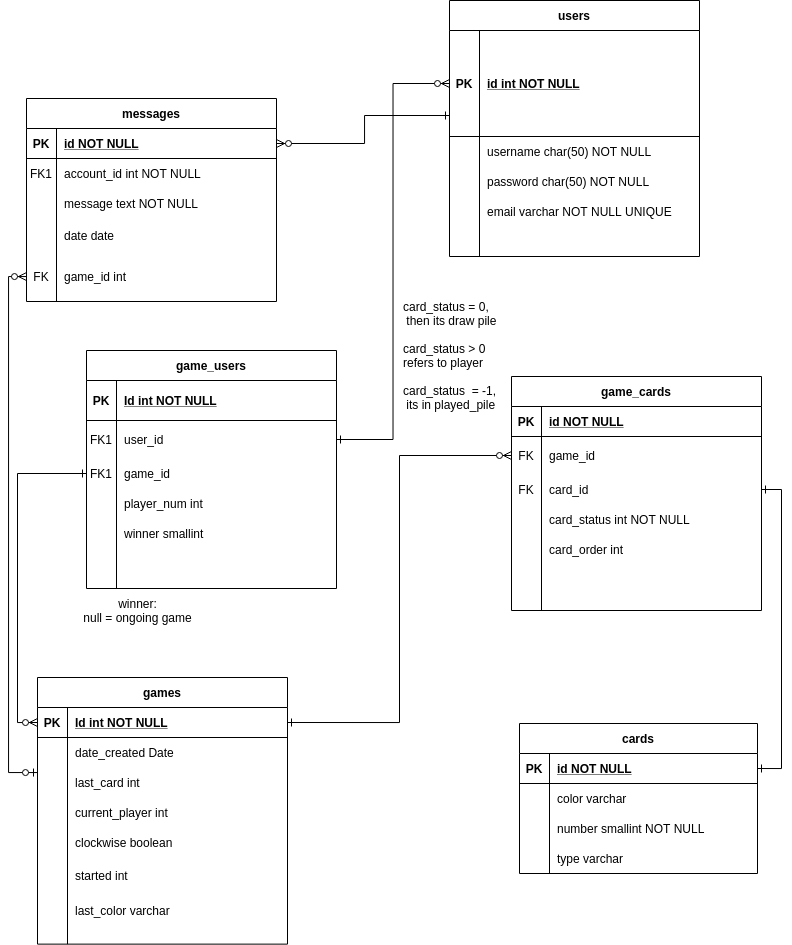 users
PK id int NOT NULL
username char(50) NOT NULL
password char(50) NOT NULL
email varchar NOT NULL UNIQUE
messages
PK id NOT NULL
FK1 account_id int NOT NULL
message text NOT NULL
date date
FK game_id int
card_status = 0,
then its draw pile
card_status > 0
refers to player
card_status = -1,
its in played_pile
game_users
PK Id int NOT NULL
FK1 user_id
FK1 game_id
player_num int
winner smallint
winner:
null = ongoing game
game_cards
PK id NOT NULL
FK game_id
FK card_id
card_status int NOT NULL
card_order int
games
PK Id int NOT NULL
date_created Date
last_card int
current_player int
clockwise boolean
started int
last_color varchar
cards
PK id NOT NULL
color varchar
number smallint NOT NULL
type varchar